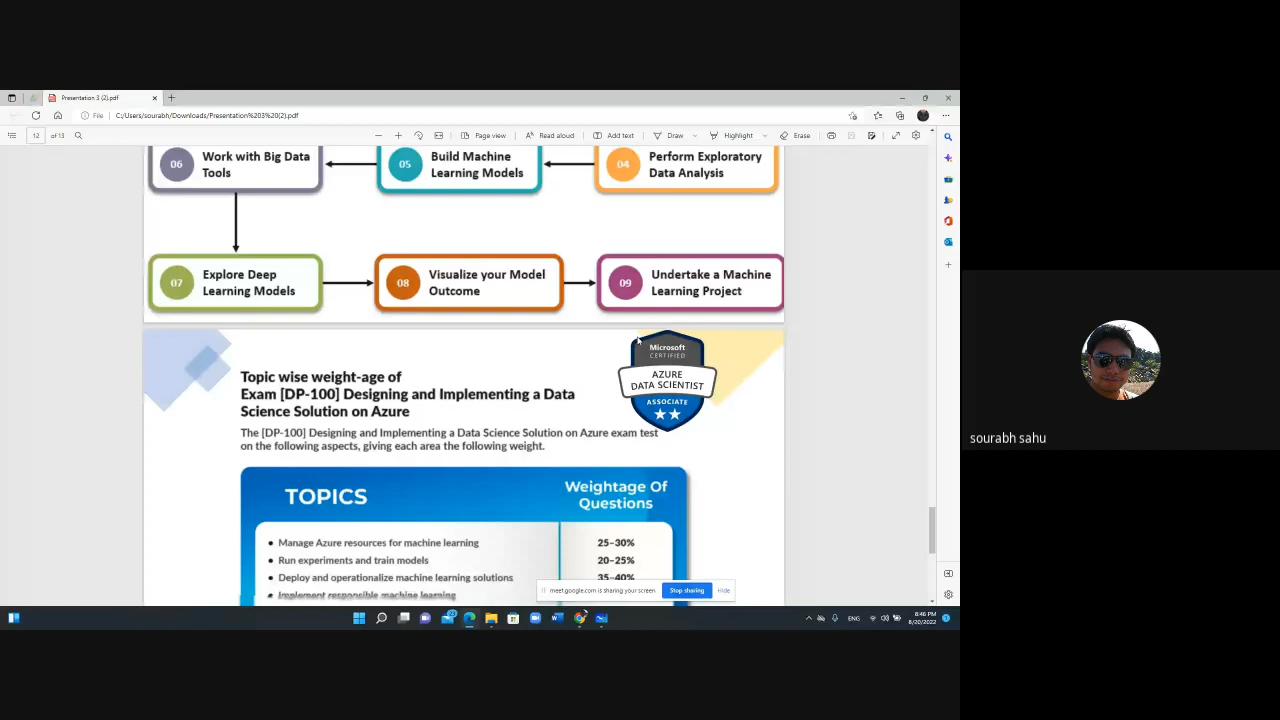 Presentation 3 (2).pdf
File
C:/Users/sourabh/Downloads/Presentation%203%20(2).pdf
12 of 13
Page view
Read aloud
Add text
Draw
Highlight
Erase
06 Work with Big Data
Tools
05 Build Machine
Learning Models
04 Perform Exploratory
Data Analysis
07 Explore Deep
Learning Models
08 Visualize your Model
Outcome
09 Undertake a Machine
Learning Project
Topic wise weight-age of
Exam [DP-100] Designing and Implementing a Data
Science Solution on Azure
The [DP-100] Designing and Implementing a Data Science Solution on Azure exam test
on the following aspects, giving each area the following weight.
Microsoft
CERTIFIED
AZURE
DATA SCIENTIST
ASSOCIATE
TOPICS
Weightage Of
Questions
• Manage Azure resources for machine learning 25–30%
• Run experiments and train models 20–25%
• Deploy and operationalize machine learning solutions 35–40%
• Implement responsible machine learning
meet.google.com is sharing your screen
Stop sharing
Hide
sourabh sahu
ENG
8:46 PM
8/20/2022